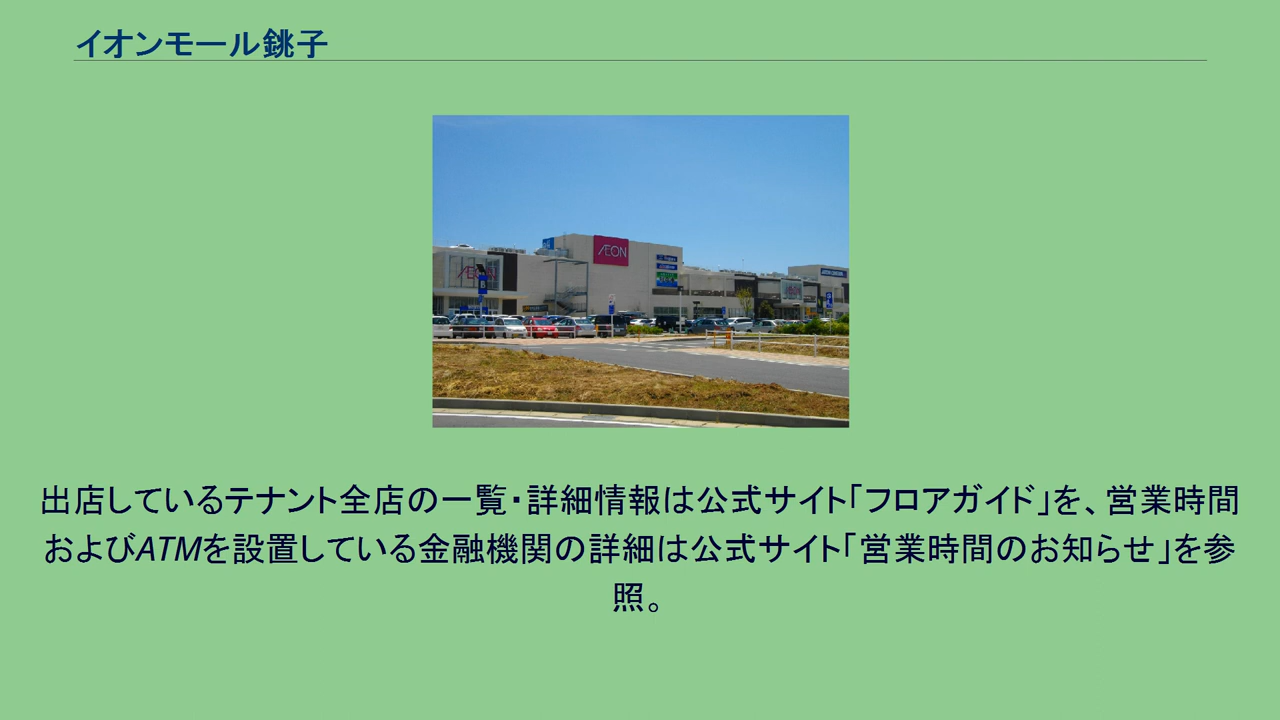 イオンモール銚子
ÆON
ÆON
B
出店しているテナント全店の一覧・詳細情報は公式サイト「フロアガイド」を、営業時間
およびATMを設置している金融機関の詳細は公式サイト「営業時間のお知らせ」を参
照。